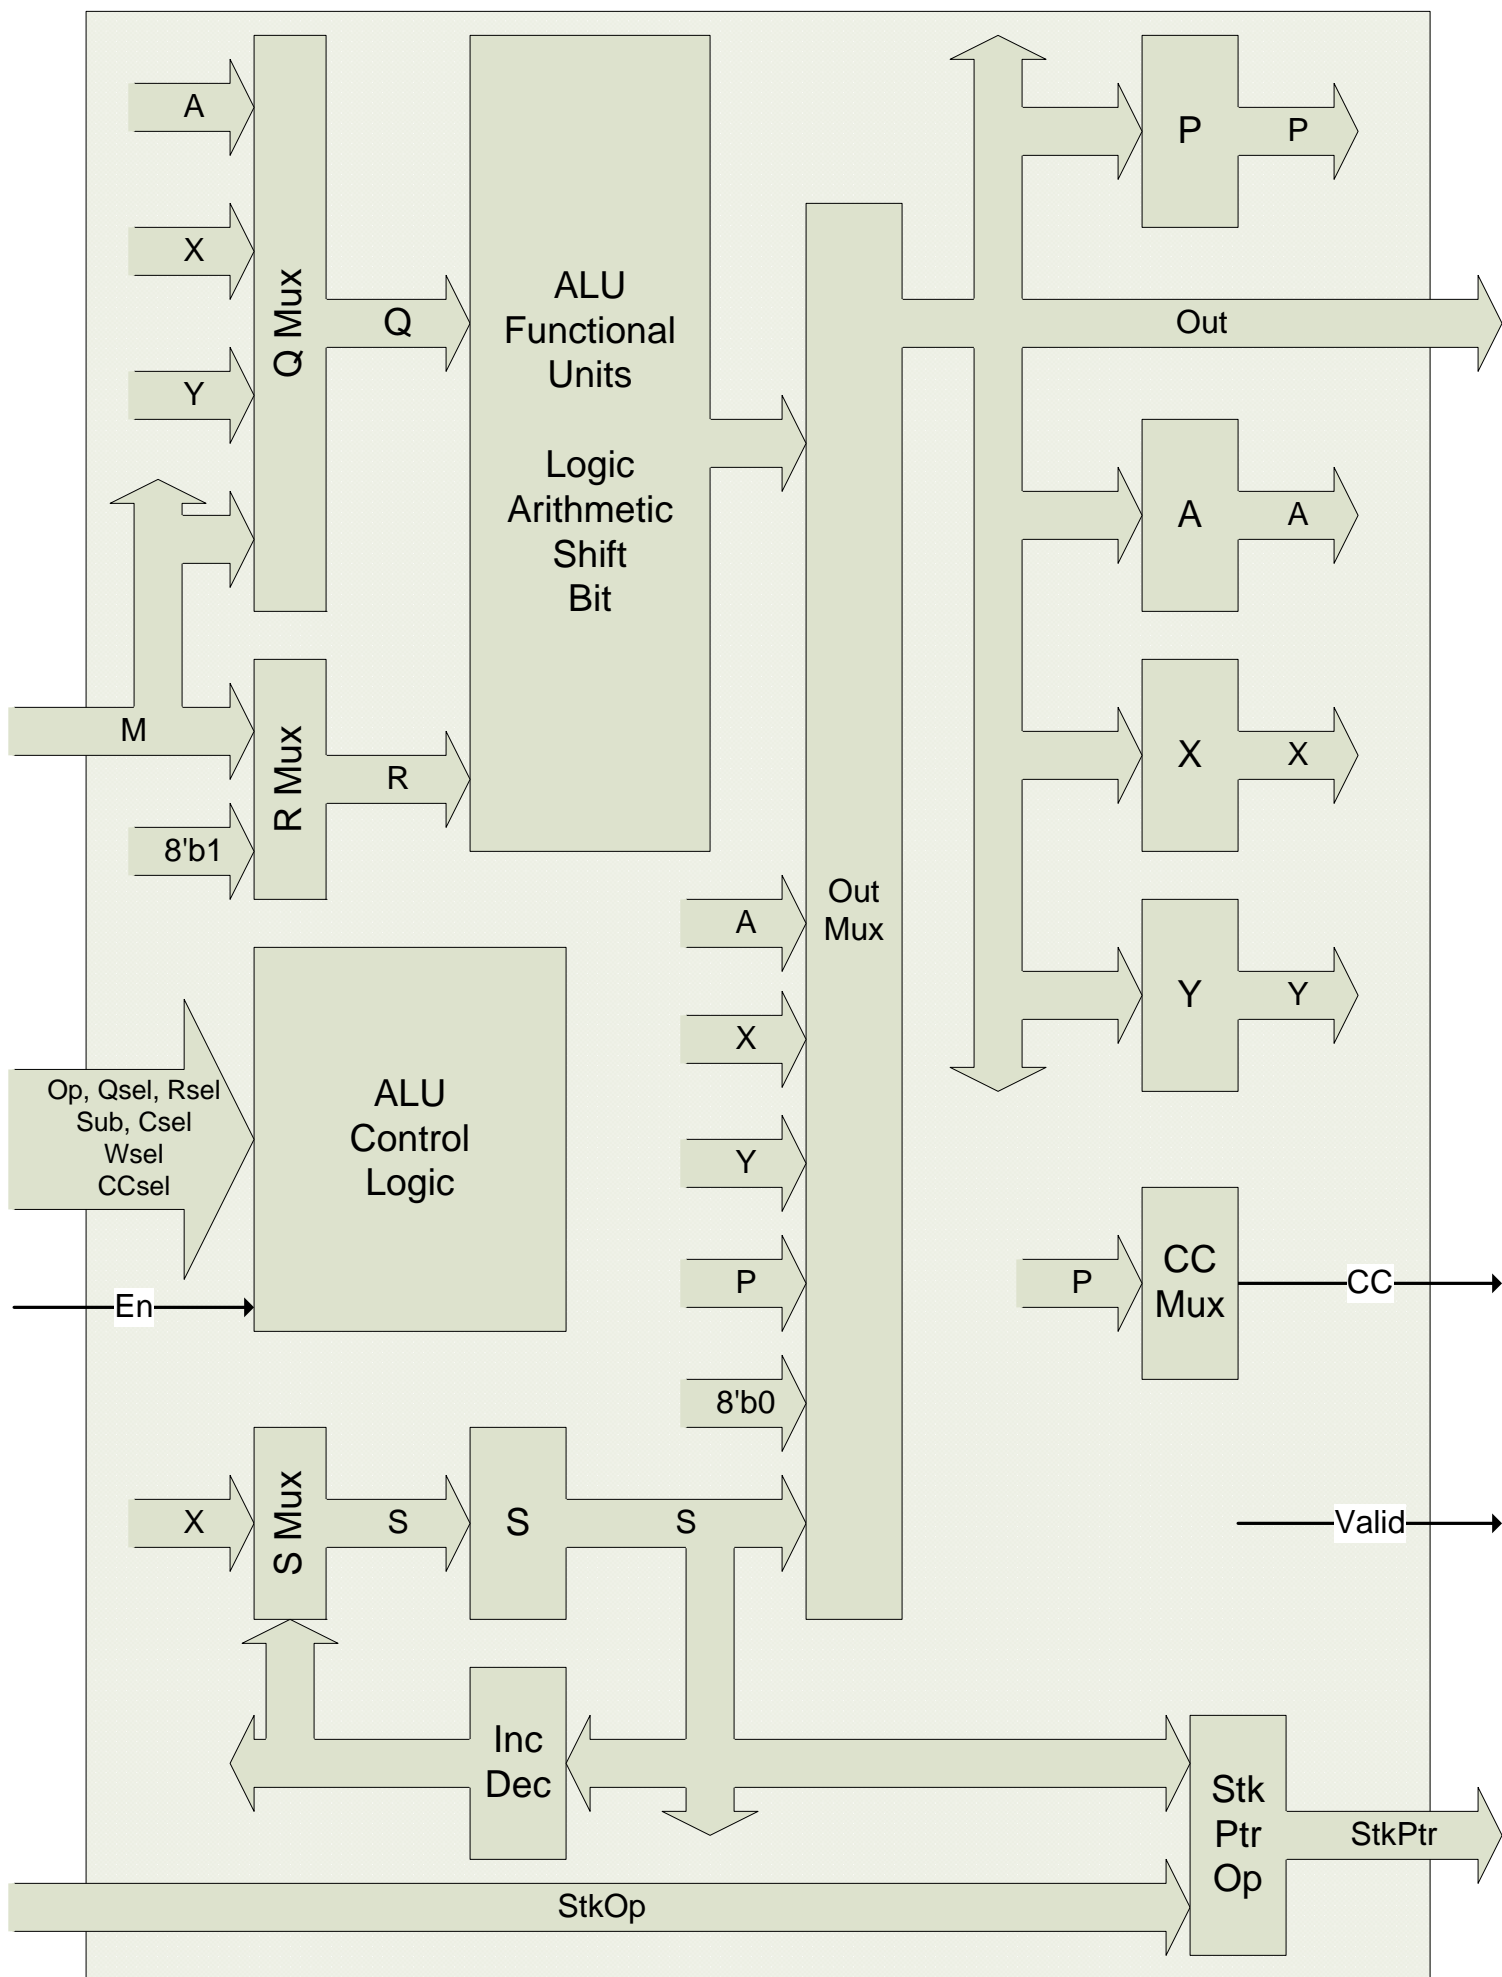 A
P
P
X
Q Mux
Q
ALU
Functional
Units
Out
Y
Logic
Arithmetic
Shift
Bit
A
A
M
R Mux
R
X
X
8'b1
Out
Mux
A
X
Y
Y
Op, Qsel, Rsel
Sub, Csel
Wsel
CCsel
ALU
Control
Logic
Y
P
P
CC
Mux
CC
En
8'b0
X
S Mux
S
S
S
Valid
Inc
Dec
Stk
Ptr
Op
StkPtr
StkOp